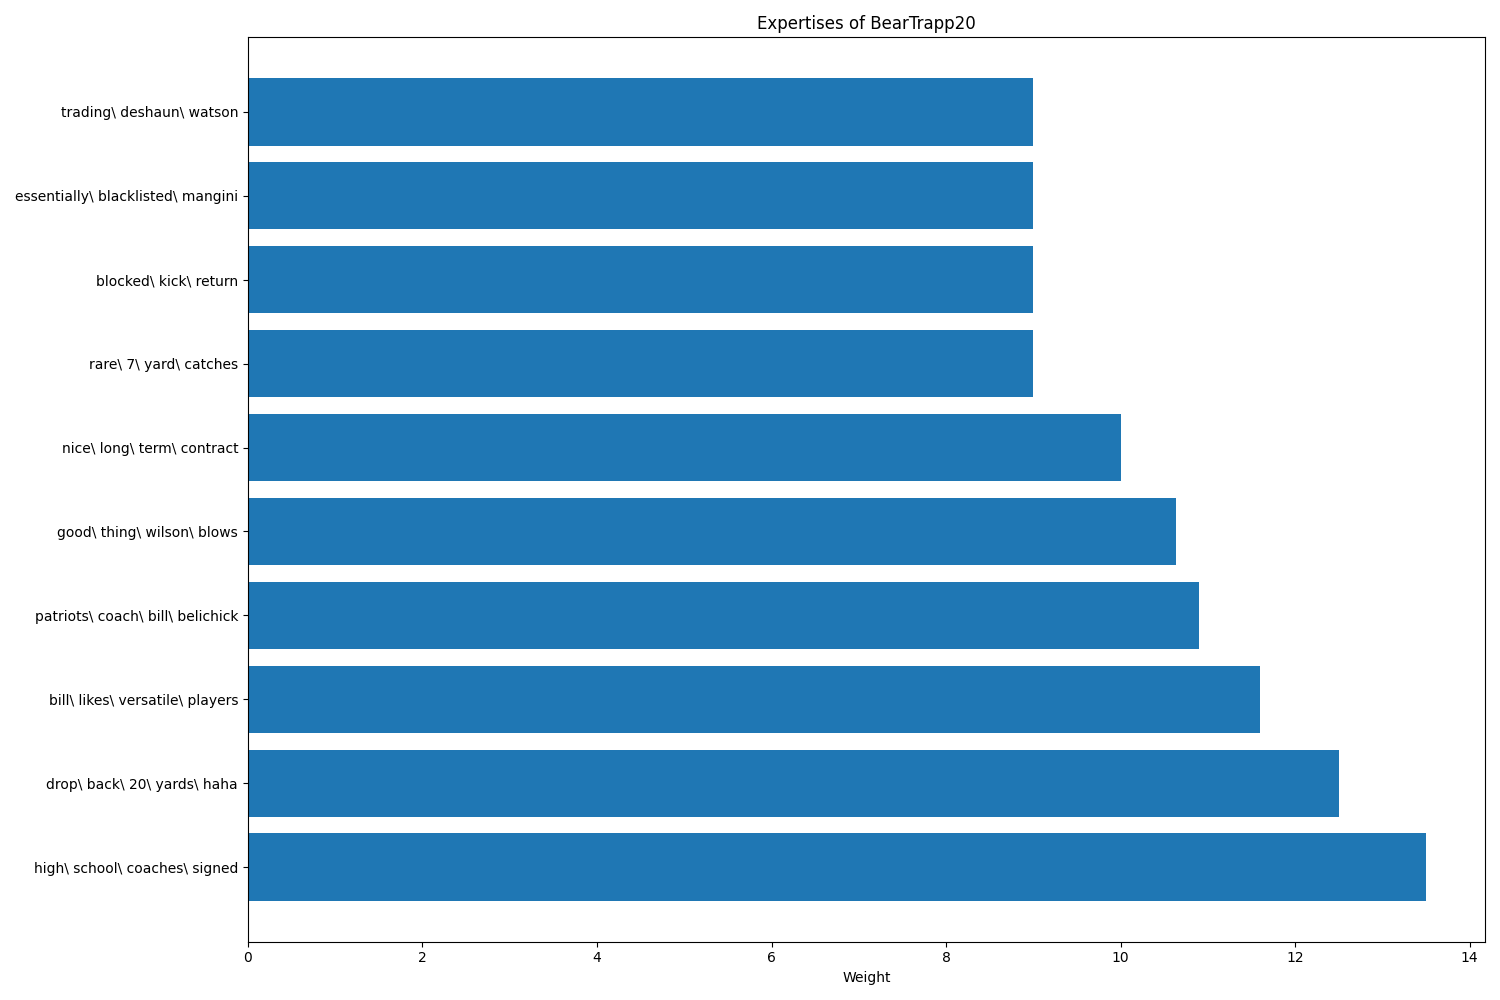 Expertises of BearTrapp20
trading\ deshaun\ watson
essentially\ blacklisted\ mangini
blocked\ kick\ return
rare\ 7\ yard\ catches
nice\ long\ term\ contract
good\ thing\ wilson\ blows
patriots\ coach\ bill\ belichick
bill\ likes\ versatile\ players
drop\ back\ 20\ yards\ haha
high\ school\ coaches\ signed
0 2 4 6 8 10 12 14
Weight